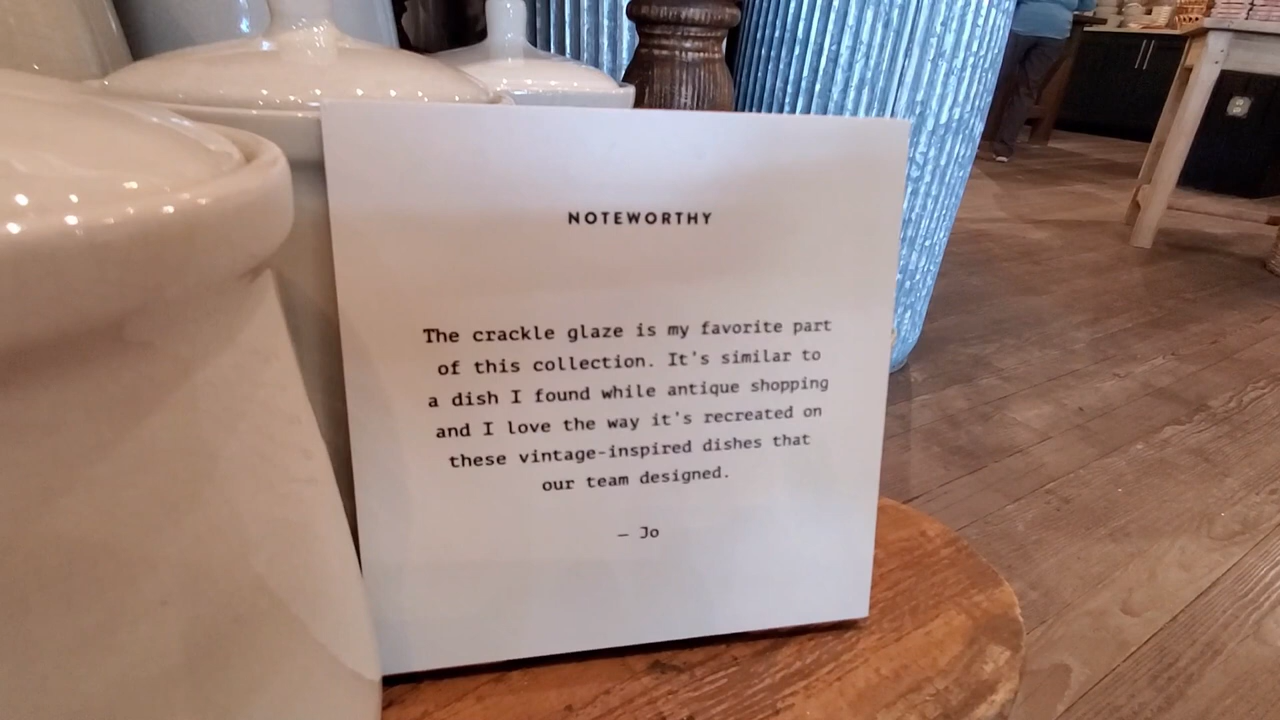 NOTEWORTHY
The crackle glaze is my favorite part
of this collection. It's similar to
a dish I found while antique shopping
and I love the way it's recreated on
these vintage-inspired dishes that
our team designed.
— Jo